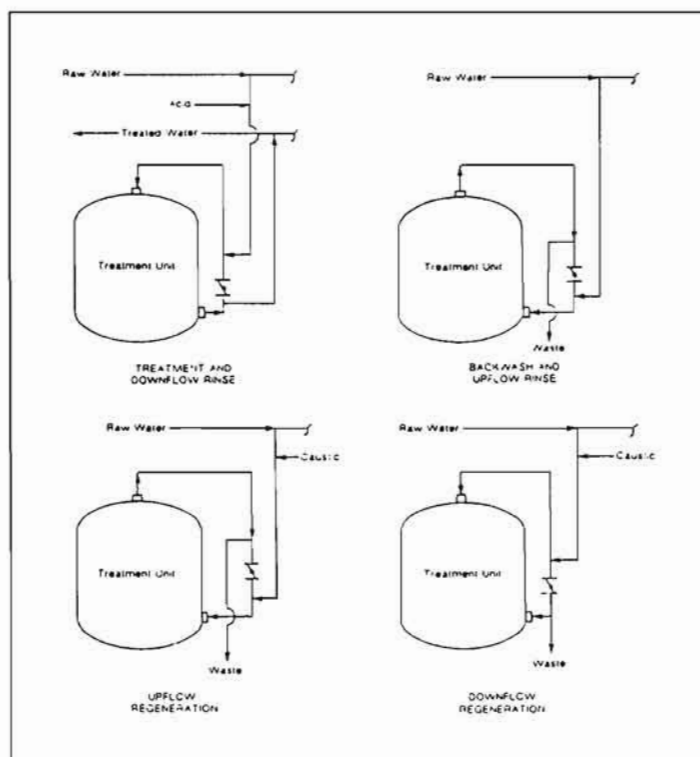 Raw Water
Acid
Treated Water
Treatment Unit
TREATMENT AND
DOWNFLOW RINSE
Raw Water
Treatment Unit
Waste
BACKWASH AND
UPFLOW RINSE
Raw Water
Caustic
Treatment Unit
Waste
UPFLOW
REGENERATION
Raw Water
Caustic
Treatment Unit
Waste
DOWNFLOW
REGENERATION